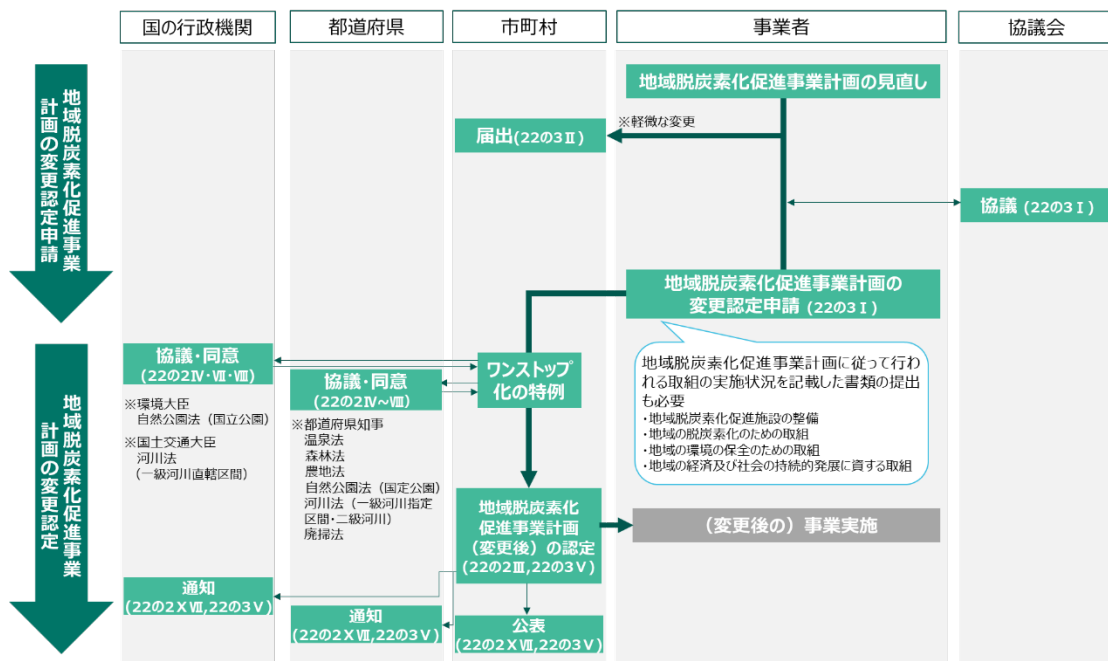 国の行政機関
都道府県
市町村
事業者
協議会
地域脱炭素化促進事業
計画の変更認定申請
地域脱炭素化促進事業計画の見直し
※軽微な変更
届出(22の3Ⅱ)
協議 (22の3Ⅰ)
地域脱炭素化促進事業計画の
変更認定申請 (22の3Ⅰ)
地域脱炭素化促進事業計画に従って行わ
れる取組の実施状況を記載した書類の提出
も必要
・地域脱炭素化促進施設の整備
・地域の脱炭素化のための取組
・地域の環境の保全のための取組
・地域の経済及び社会の持続的発展に資する取組
地域脱炭素化促進事業
計画の変更認定
協議・同意
(22の2Ⅳ・Ⅶ・Ⅷ)
※環境大臣
自然公園法（国立公園）
※国土交通大臣
河川法
（一級河川直轄区間）
協議・同意
(22の2Ⅳ~Ⅷ)
※都道府県知事
温泉法
森林法
農地法
自然公園法（国定公園）
河川法（一級河川指定
区間・二級河川）
廃掃法
ワンストップ
化の特例
地域脱炭素化
促進事業計画
（変更後）の認定
(22の2Ⅲ,22の3Ⅴ)
（変更後の）事業実施
通知
(22の2ⅩⅦ,22の3Ⅴ)
通知
(22の2ⅩⅦ,22の3Ⅴ)
公表
(22の2ⅩⅦ,22の3Ⅴ)